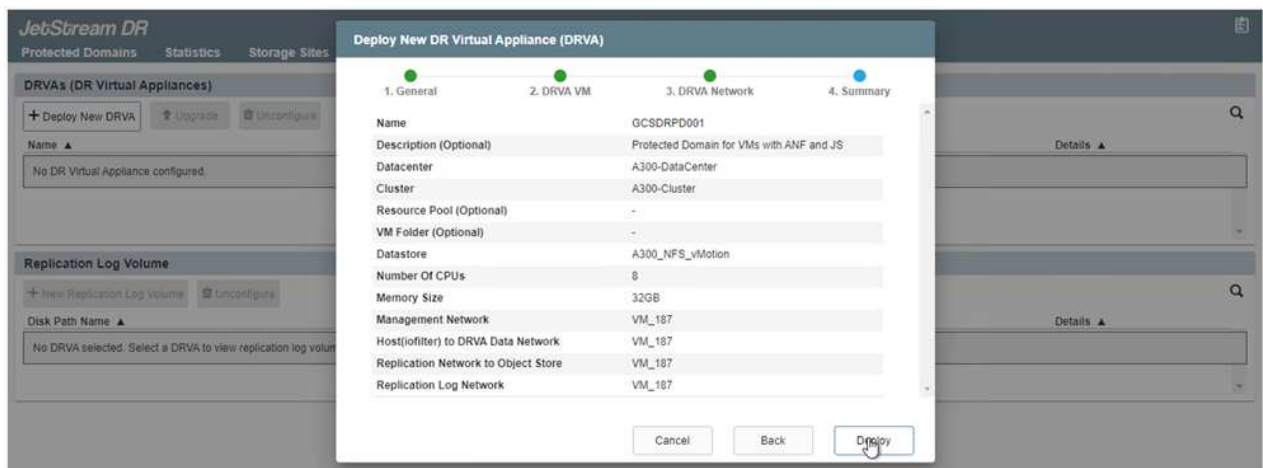 JetStream DR
Protected Domains Statistics Storage Sites
DRVAs (DR Virtual Appliances)
+ Deploy New DRVA Upgrade Unconfigure
Name ▲ Details ▲
No DR Virtual Appliance configured.
Replication Log Volume
+ New Replication Log Volume Unconfigure
Disk Path Name ▲ Details ▲
No DRVA selected. Select a DRVA to view replication log volum
Deploy New DR Virtual Appliance (DRVA)
1. General 2. DRVA VM 3. DRVA Network 4. Summary
Name GCSDRPD001
Description (Optional) Protected Domain for VMs with ANF and JS
Datacenter A300-DataCenter
Cluster A300-Cluster
Resource Pool (Optional) -
VM Folder (Optional) -
Datastore A300_NFS_vMotion
Number Of CPUs 8
Memory Size 32GB
Management Network VM_187
Host(iofilter) to DRVA Data Network VM_187
Replication Network to Object Store VM_187
Replication Log Network VM_187
Cancel Back Deploy